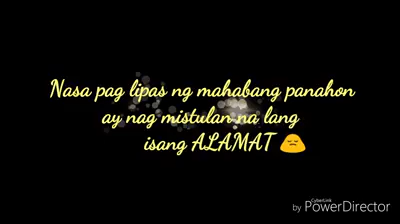 Nasa pag lipas ng mahabang panahon
ay nag mistulan na lang
isang ALAMAT 😔
CyberLink
by PowerDirector